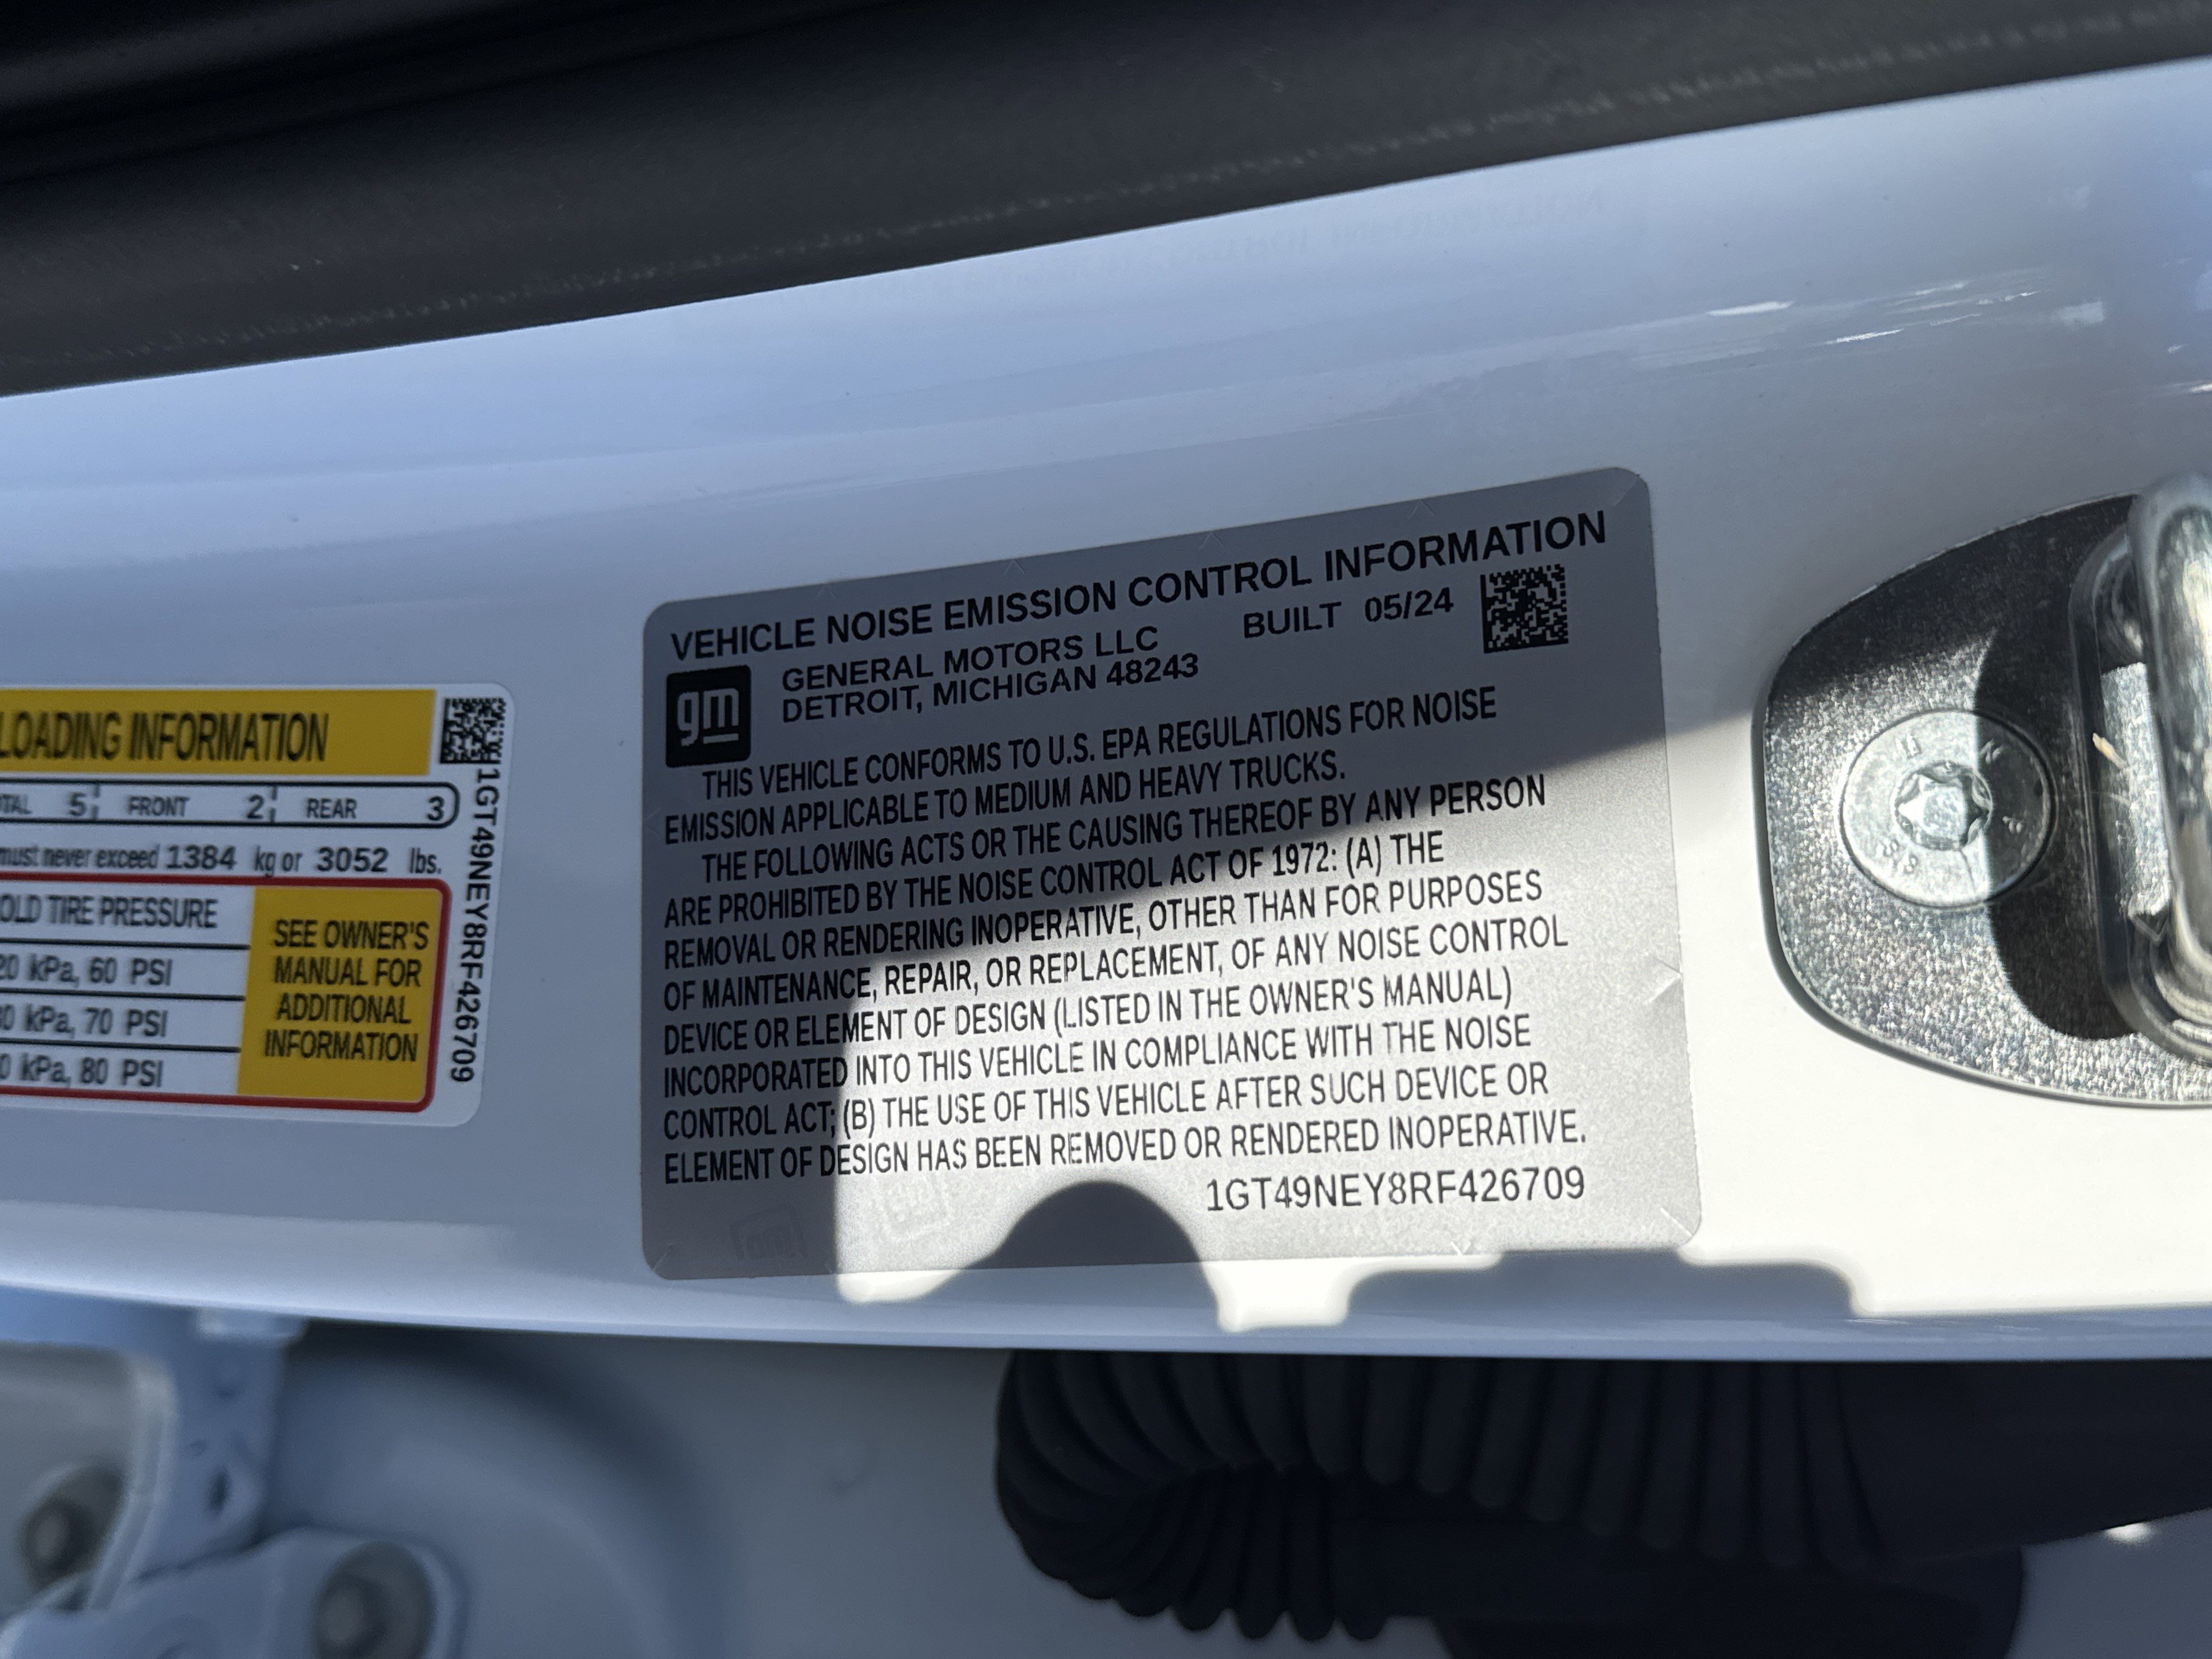 LOADING INFORMATION
5 FRONT 2 REAR 3
must never exceed 1384 kg or 3052 lbs.
TIRE PRESSURE
kPa, 60 PSI
kPa, 70 PSI
kPa, 80 PSI
SEE OWNER'S
MANUAL FOR
ADDITIONAL
INFORMATION
1GT49NEY8RF426709
VEHICLE NOISE EMISSION CONTROL INFORMATION
gm
GENERAL MOTORS LLC BUILT 05/24
DETROIT, MICHIGAN 48243
THIS VEHICLE CONFORMS TO U.S. EPA REGULATIONS FOR NOISE
EMISSION APPLICABLE TO MEDIUM AND HEAVY TRUCKS.
THE FOLLOWING ACTS OR THE CAUSING THEREOF BY ANY PERSON
ARE PROHIBITED BY THE NOISE CONTROL ACT OF 1972: (A) THE
REMOVAL OR RENDERING INOPERATIVE, OTHER THAN FOR PURPOSES
OF MAINTENANCE, REPAIR, OR REPLACEMENT, OF ANY NOISE CONTROL
DEVICE OR ELEMENT OF DESIGN (LISTED IN THE OWNER'S MANUAL)
INCORPORATED INTO THIS VEHICLE IN COMPLIANCE WITH THE NOISE
CONTROL ACT; (B) THE USE OF THIS VEHICLE AFTER SUCH DEVICE OR
ELEMENT OF DESIGN HAS BEEN REMOVED OR RENDERED INOPERATIVE.
1GT49NEY8RF426709